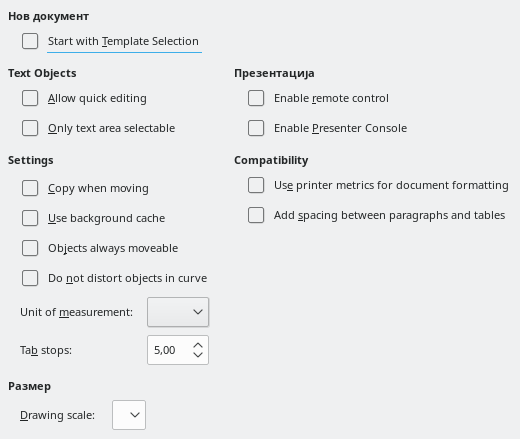 Нов документ
Start with Template Selection
Text Objects
Allow quick editing
Only text area selectable
Презентација
Enable remote control
Enable Presenter Console
Settings
Copy when moving
Use background cache
Objects always moveable
Do not distort objects in curve
Unit of measurement:
Tab stops:
5,00
Compatibility
Use printer metrics for document formatting
Add spacing between paragraphs and tables
Размер
Drawing scale: